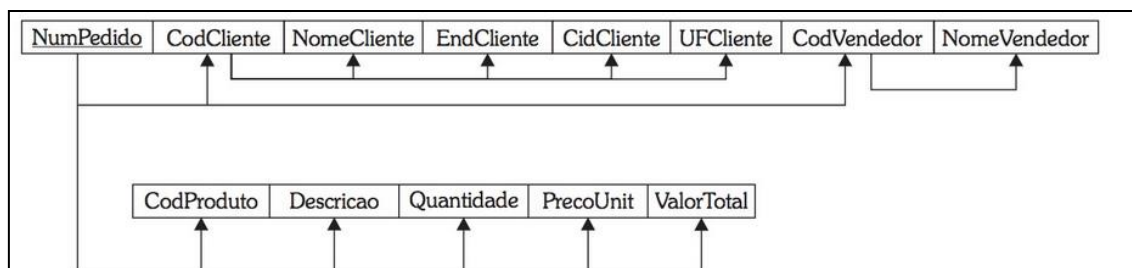 NumPedido CodCliente NomeCliente EndCliente CidCliente UFCliente CodVendedor NomeVendedor
CodProduto Descricao Quantidade PrecoUnit ValorTotal